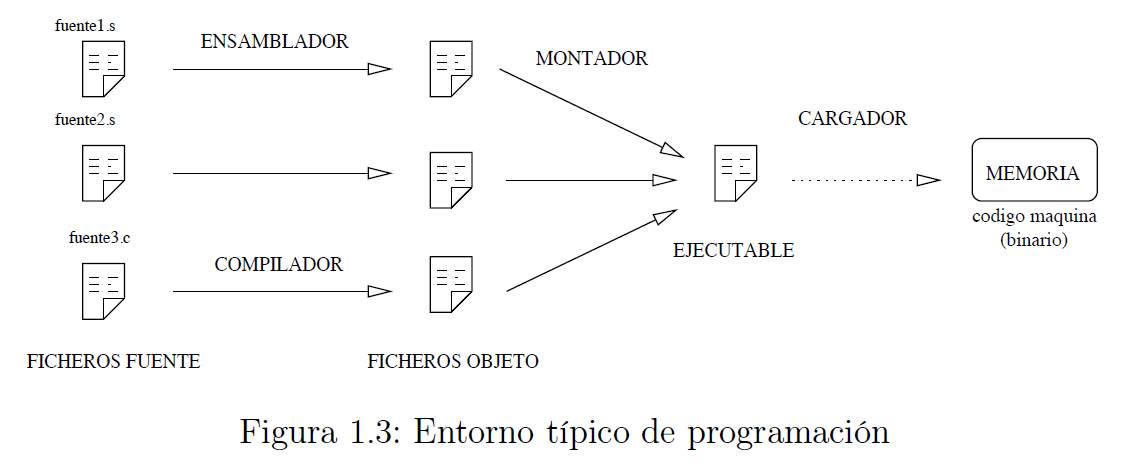 fuente1.s
ENSAMBLADOR
MONTADOR
fuente2.s
CARGADOR
MEMORIA
codigo maquina
(binario)
fuente3.c
COMPILADOR
EJECUTABLE
FICHEROS FUENTE
FICHEROS OBJETO
Figura 1.3: Entorno típico de programación